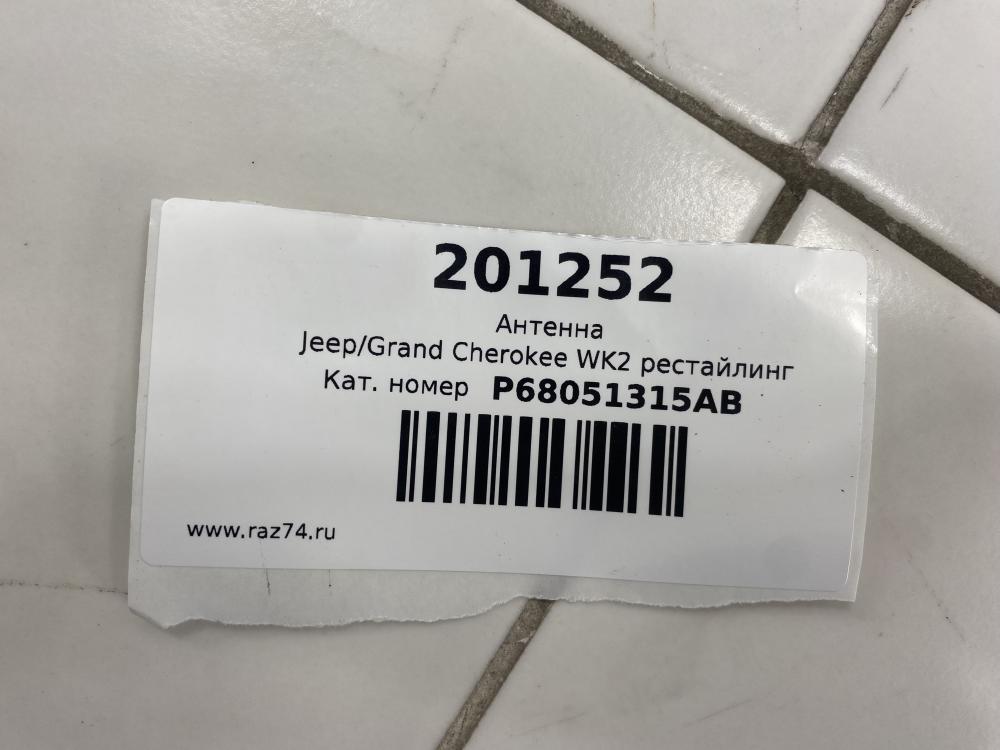 201252
Антенна
Jeep/Grand Cherokee WK2 рестайлинг
Кат. номер P68051315AB
www.raz74.ru